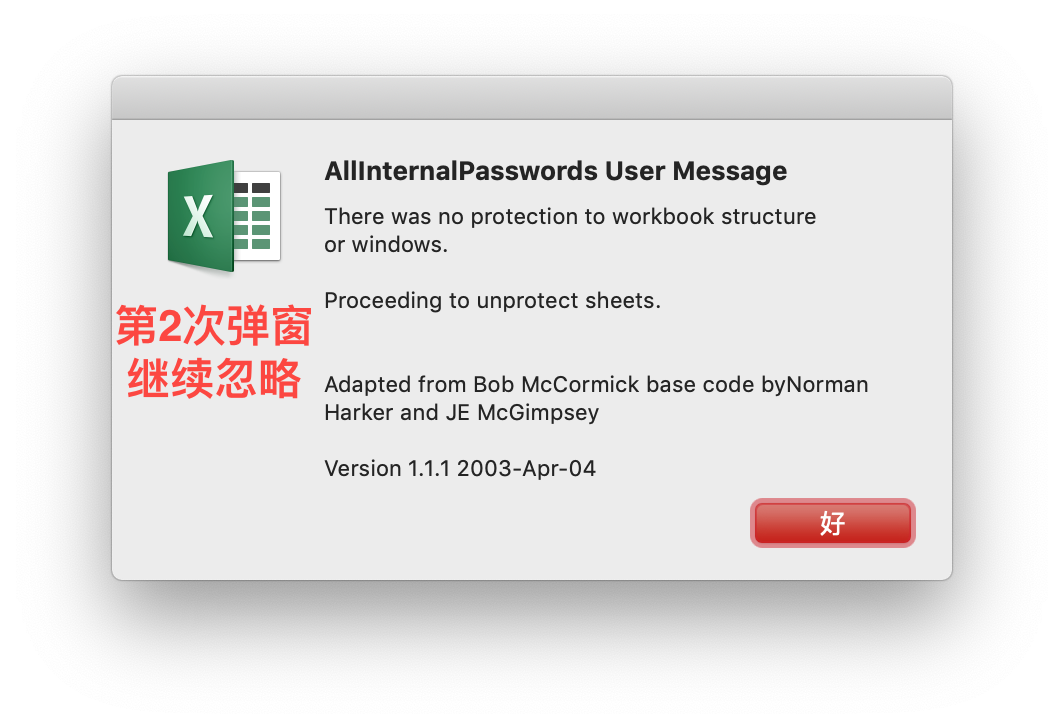 AllInternalPasswords User Message
There was no protection to workbook structure
or windows.
Proceeding to unprotect sheets.
第2次弹窗
继续忽略
Adapted from Bob McCormick base code byNorman
Harker and JE McGimpsey
Version 1.1.1 2003-Apr-04
好